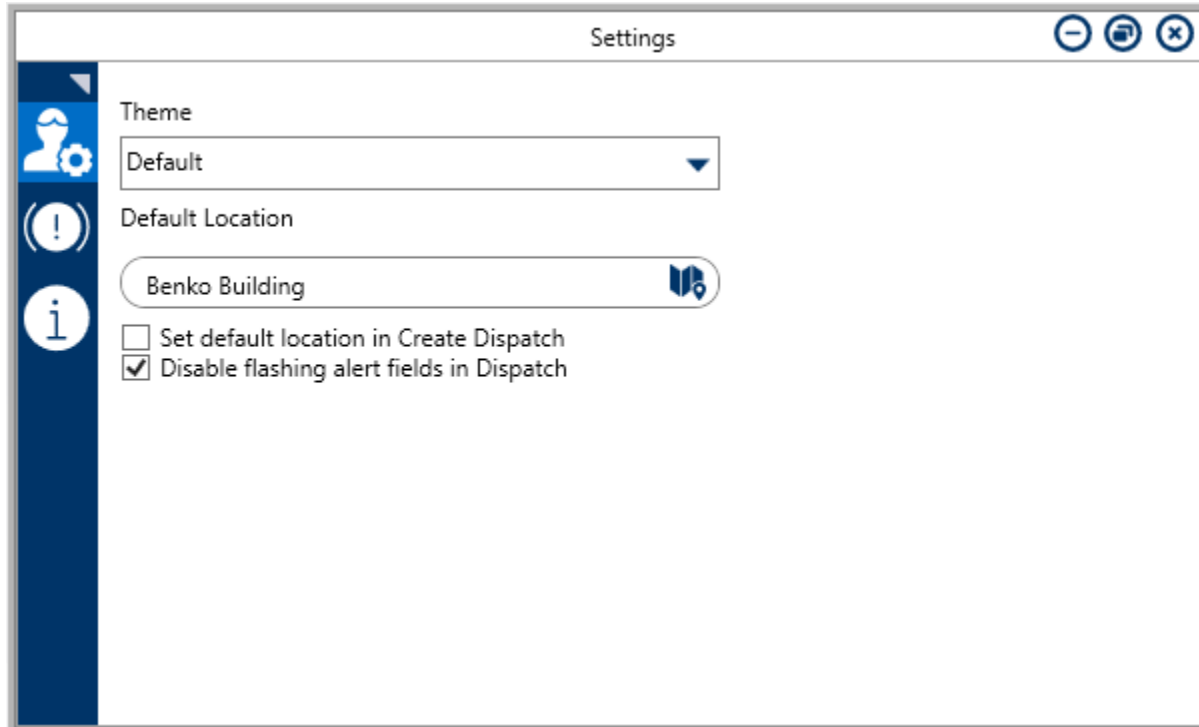 Settings
Theme
Default
Default Location
Benko Building
Set default location in Create Dispatch
Disable flashing alert fields in Dispatch